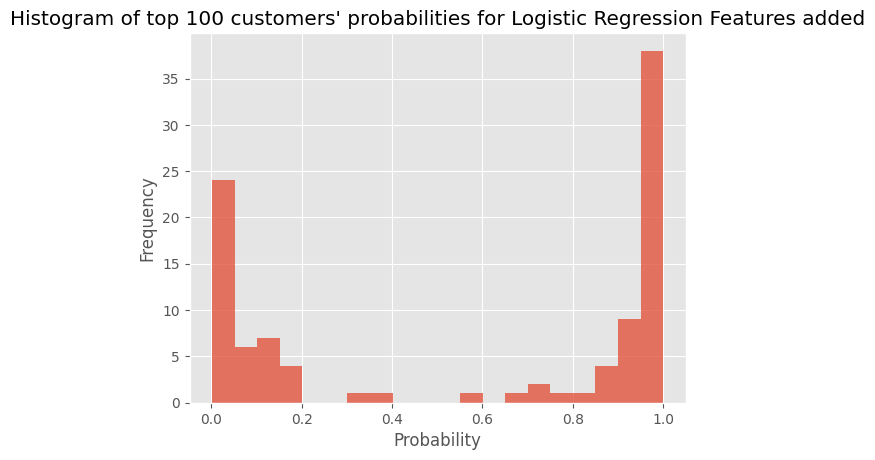 Histogram of top 100 customers' probabilities for Logistic Regression Features added
35
30
25
20
15
10
5
0
Frequency
0.0 0.2 0.4 0.6 0.8 1.0
Probability